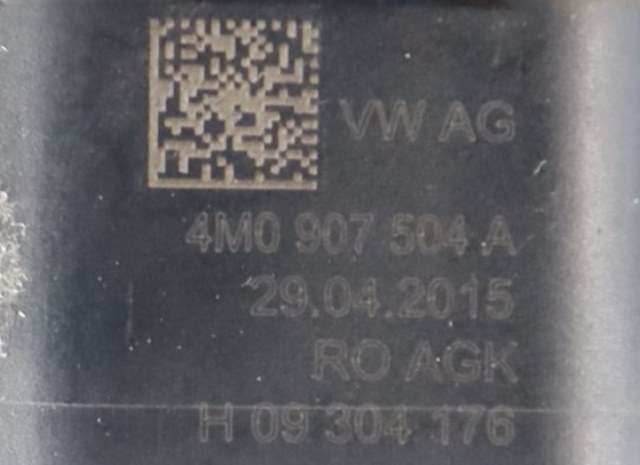 VW AG
4M0 907 504 A
29.04.2015
RO AGK
H 09 304 176